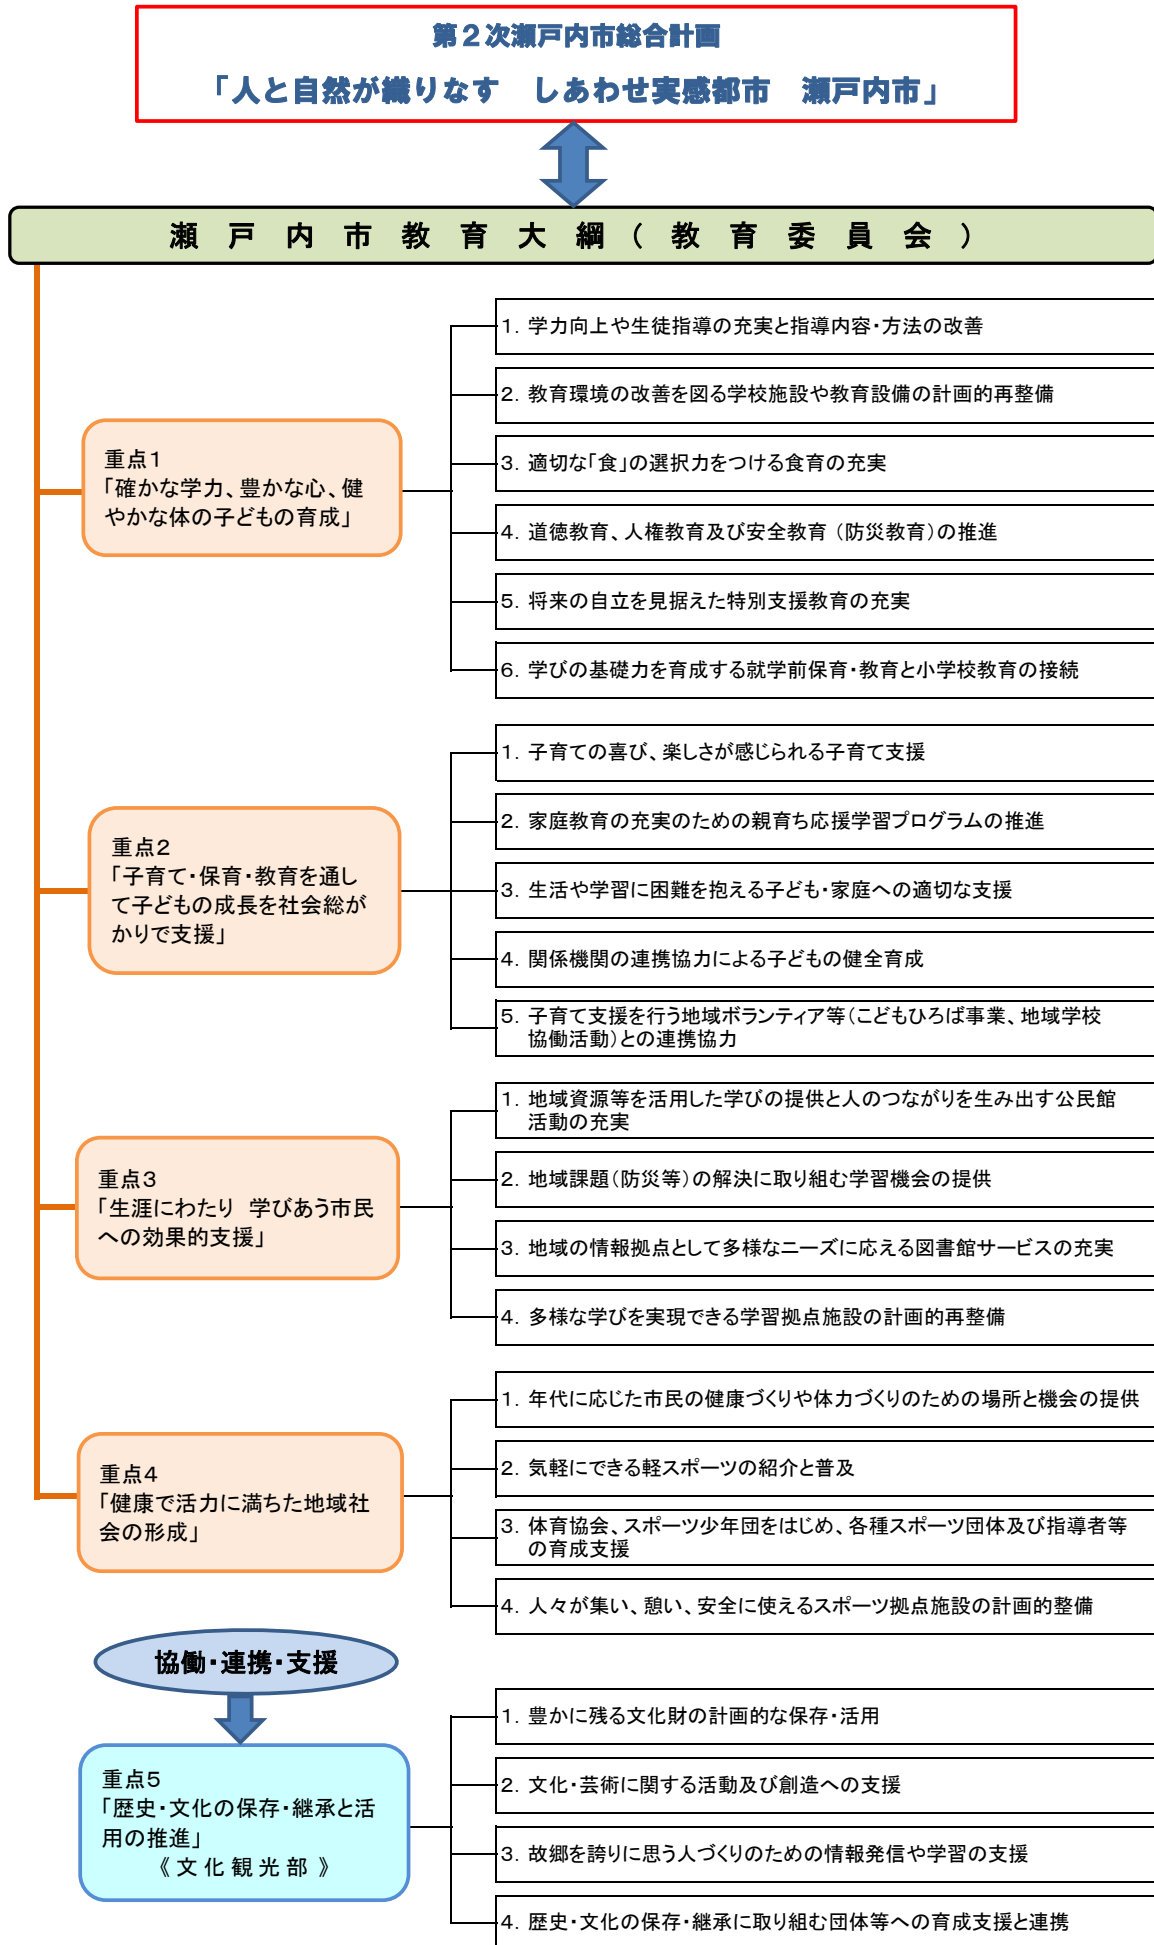 第2次瀬戸内市総合計画
「人と自然が織りなす　しあわせ実感都市　瀬戸内市」
瀬戸内市教育大綱(教育委員会)
重点1
「確かな学力、豊かな心、健
やかな体の子どもの育成」
1. 学力向上や生徒指導の充実と指導内容・方法の改善
2. 教育環境の改善を図る学校施設や教育設備の計画的再整備
3. 適切な「食」の選択力をつける食育の充実
4. 道徳教育、人権教育及び安全教育（防災教育）の推進
5. 将来の自立を見据えた特別支援教育の充実
6. 学びの基礎力を育成する就学前保育・教育と小学校教育の接続
重点2
「子育て・保育・教育を通し
て子どもの成長を社会総が
かりで支援」
1. 子育ての喜び、楽しさが感じられる子育て支援
2. 家庭教育の充実のための親育ち応援学習プログラムの推進
3. 生活や学習に困難を抱える子ども・家庭への適切な支援
4. 関係機関の連携協力による子どもの健全育成
5. 子育て支援を行う地域ボランティア等（こどもひろば事業、地域学校
協働活動）との連携協力
重点3
「生涯にわたり 学びあう市民
への効果的支援」
1. 地域資源等を活用した学びの提供と人のつながりを生み出す公民館
活動の充実
2. 地域課題（防災等）の解決に取り組む学習機会の提供
3. 地域の情報拠点として多様なニーズに応える図書館サービスの充実
4. 多様な学びを実現できる学習拠点施設の計画的再整備
重点4
「健康で活力に満ちた地域社
会の形成」
1. 年代に応じた市民の健康づくりや体力づくりのための場所と機会の提供
2. 気軽にできる軽スポーツの紹介と普及
3. 体育協会、スポーツ少年団をはじめ、各種スポーツ団体及び指導者等
の育成支援
4. 人々が集い、憩い、安全に使えるスポーツ拠点施設の計画的整備
協働・連携・支援
重点5
「歴史・文化の保存・継承と活
用の推進」
《文化観光部》
1. 豊かに残る文化財の計画的な保存・活用
2. 文化・芸術に関する活動及び創造への支援
3. 故郷を誇りに思う人づくりのための情報発信や学習の支援
4. 歴史・文化の保存・継承に取り組む団体等への育成支援と連携